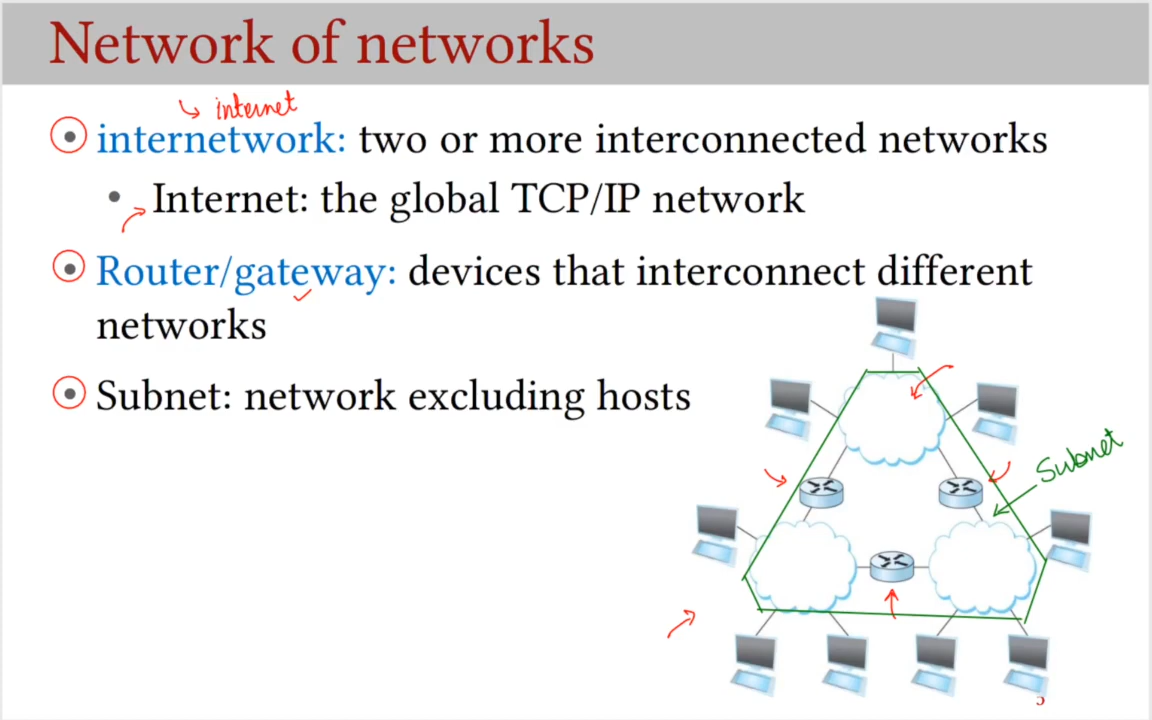 Network of networks
internet
internetwork: two or more interconnected networks
Internet: the global TCP/IP network
Router/gateway: devices that interconnect different
networks
Subnet: network excluding hosts
Subnet
5